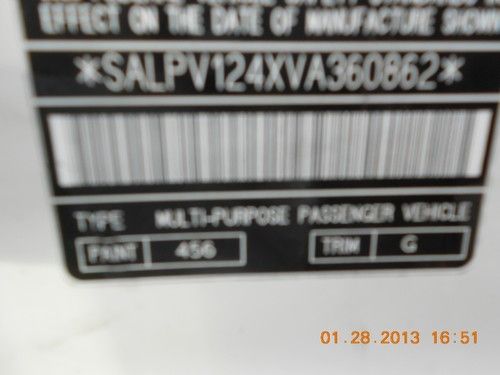 EFFECT ON THE DATE OF MANUFACTURE SHOWN
*SALPV124XVA360862*
TYPE MULTI-PURPOSE PASSENGER VEHICLE
PAINT 456 TRIM G
01.28.2013 16:51